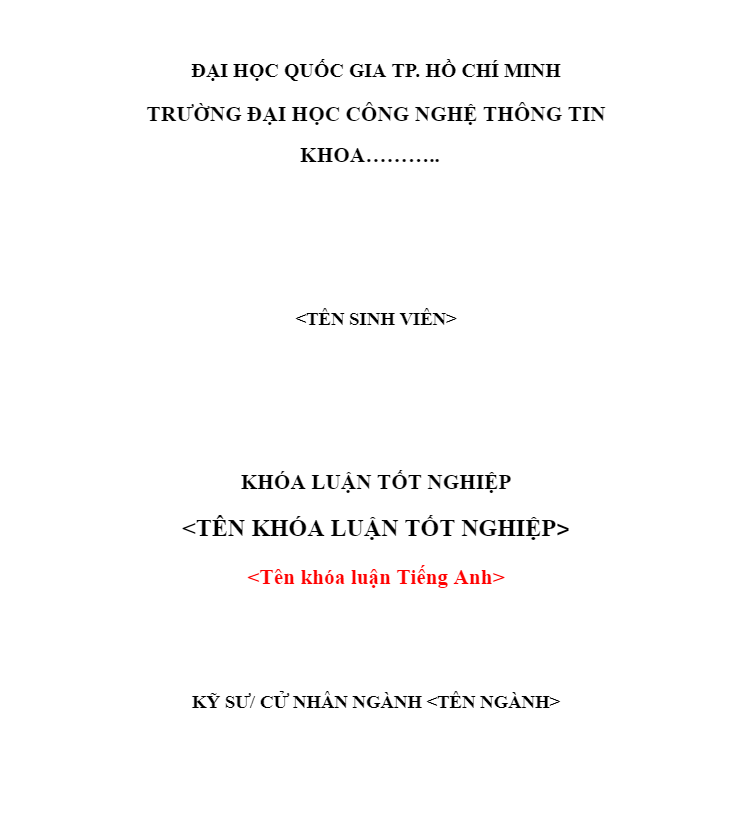 ĐẠI HỌC QUỐC GIA TP. HỒ CHÍ MINH
TRƯỜNG ĐẠI HỌC CÔNG NGHỆ THÔNG TIN
KHOA………..
<TÊN SINH VIÊN>
KHÓA LUẬN TỐT NGHIỆP
<TÊN KHÓA LUẬN TỐT NGHIỆP>
<Tên khóa luận Tiếng Anh>
KỸ SƯ/ CỬ NHÂN NGÀNH <TÊN NGÀNH>